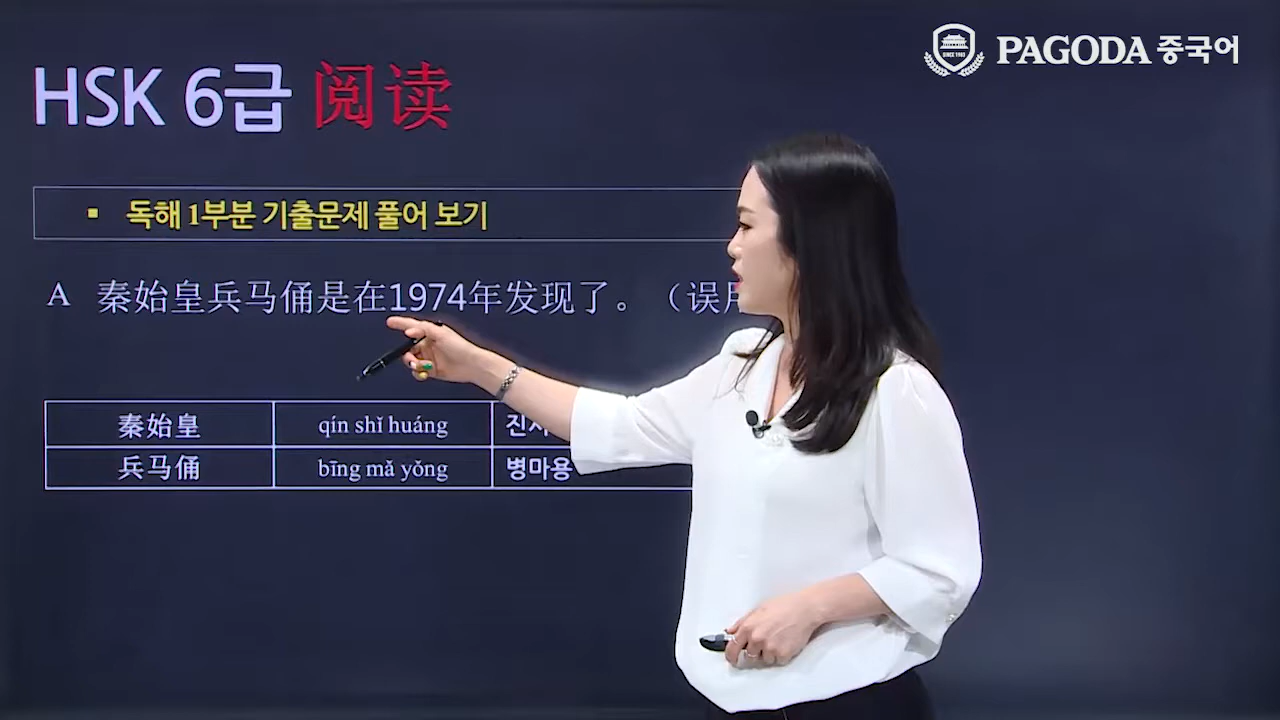 SINCE 1983
PAGODA 중국어
HSK 6급 阅读
▪ 독해 1부분 기출문제 풀어 보기
A 秦始皇兵马俑是在1974年发现了。（误
秦始皇 qín shǐ huáng
兵马俑 bīng mǎ yǒng 병마용